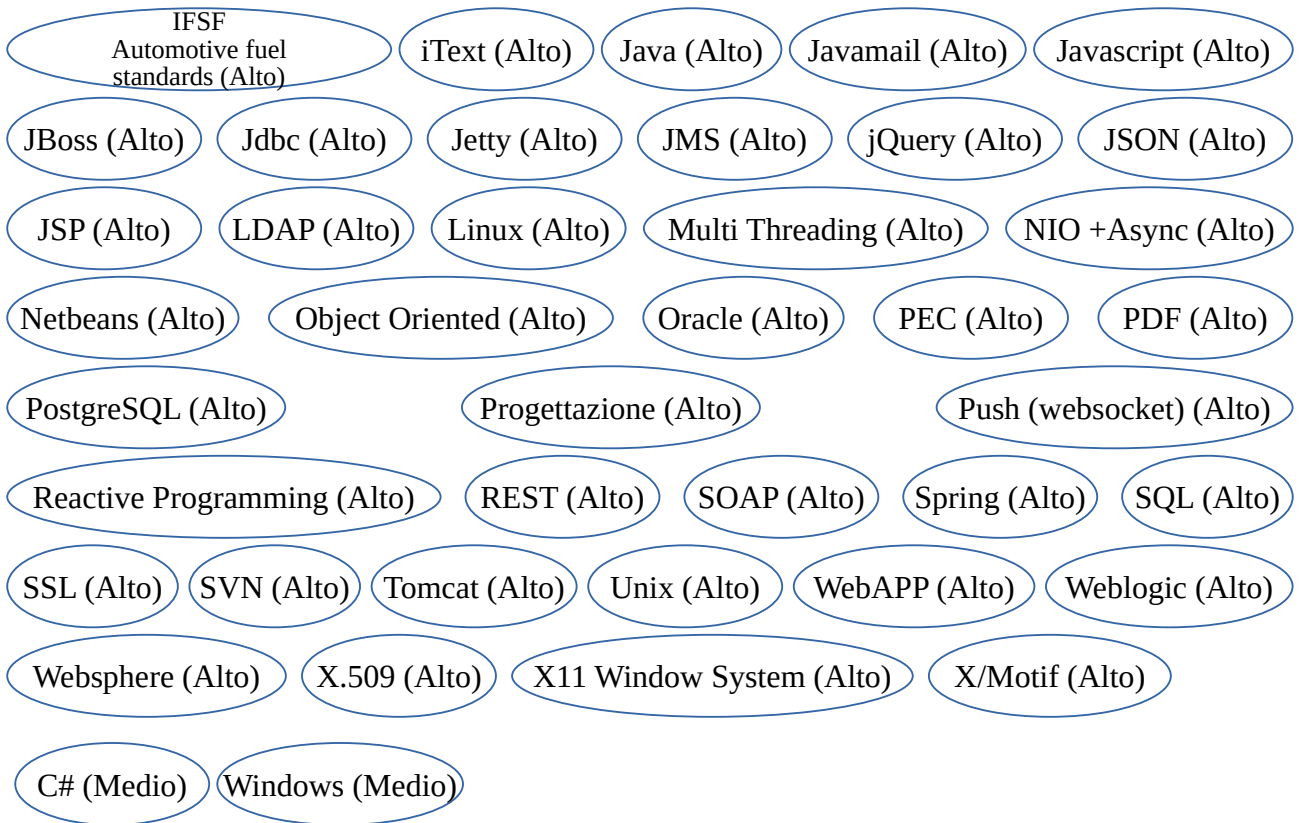 IFSF
Automotive fuel
standards (Alto)
iText (Alto) Java (Alto) Javamail (Alto) Javascript (Alto)
JBoss (Alto) Jdbc (Alto) Jetty (Alto) JMS (Alto) jQuery (Alto) JSON (Alto)
JSP (Alto) LDAP (Alto) Linux (Alto) Multi Threading (Alto) NIO +Async (Alto)
Netbeans (Alto) Object Oriented (Alto) Oracle (Alto) PEC (Alto) PDF (Alto)
PostgreSQL (Alto) Progettazione (Alto) Push (websocket) (Alto)
Reactive Programming (Alto) REST (Alto) SOAP (Alto) Spring (Alto) SQL (Alto)
SSL (Alto) SVN (Alto) Tomcat (Alto) Unix (Alto) WebAPP (Alto) Weblogic (Alto)
Websphere (Alto) X.509 (Alto) X11 Window System (Alto) X/Motif (Alto)
C# (Medio) Windows (Medio)